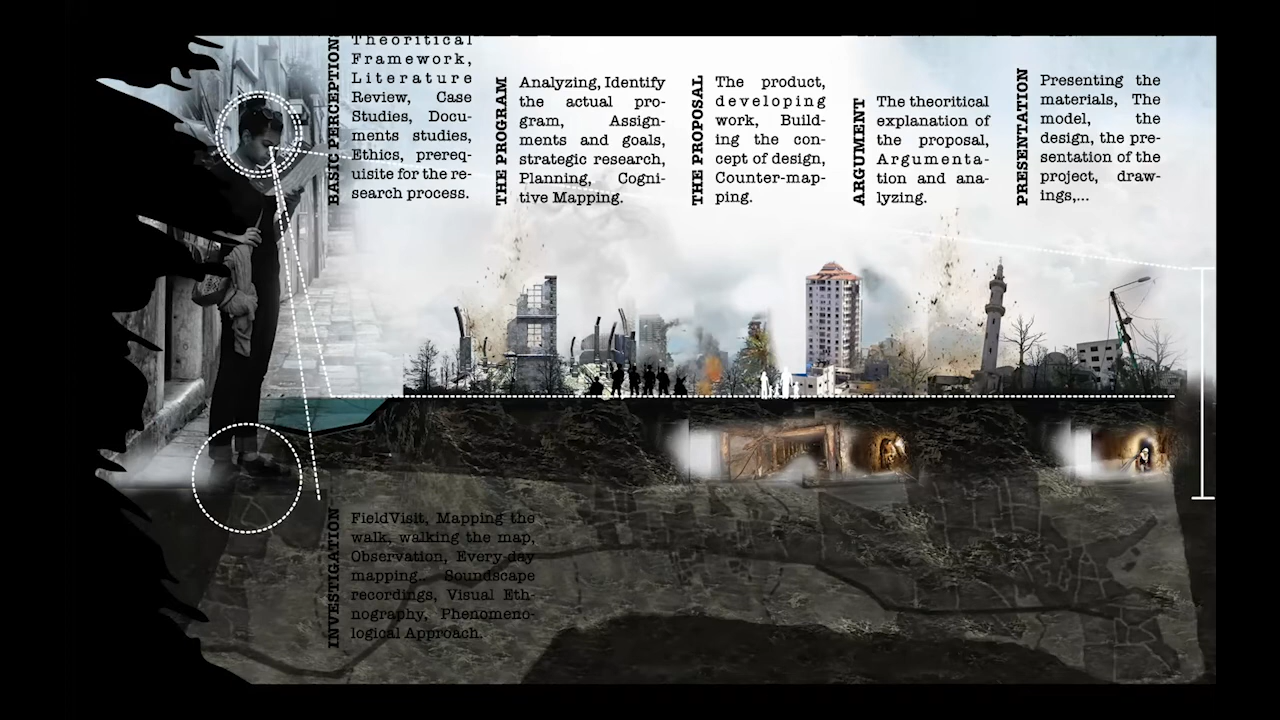 BASIC PERCEPTION
Theoritical
Framework,
Literature
Review, Case
Studies, Docu-
ments studies,
Ethics, prereq-
uisite for the re-
search process.
THE PROGRAM
Analyzing, Identify
the actual pro-
gram, Assign-
ments and goals,
strategic research,
Planning, Cogni-
tive Mapping.
THE PROPOSAL
The product,
developing
work, Build-
ing the con-
cept of design,
Counter-map-
ping.
ARGUMENT
The theoritical
explanation of
the proposal,
Argumenta-
tion and ana-
lyzing.
PRESENTATION
Presenting the
materials, The
model, the
design, the pre-
sentation of the
project, draw-
ings,...
INVESTIGATION
FieldVisit, Mapping the
walk, walking the map,
Observation, Every-day
mapping.. Soundscape
recordings, Visual Eth-
nography, Phenomeno-
logical Approach.